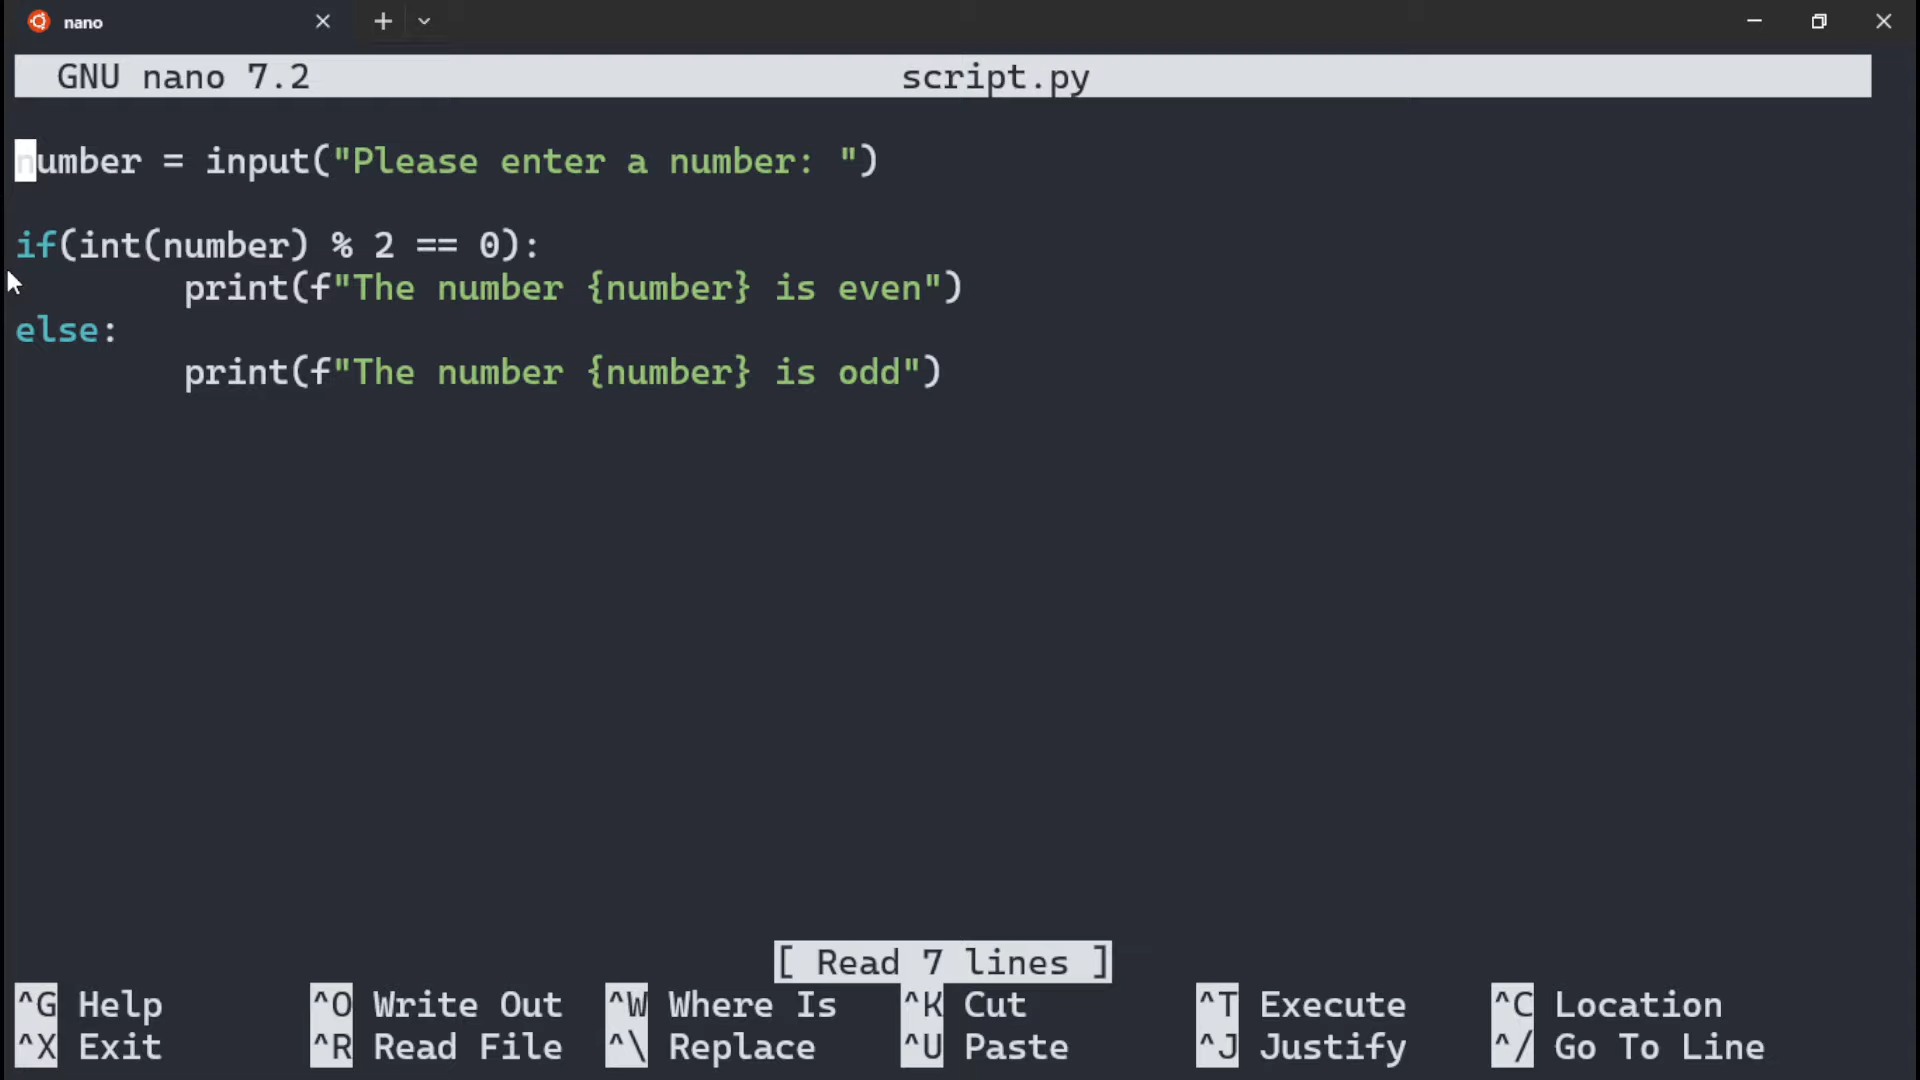 nano
GNU nano 7.2 script.py
number = input("Please enter a number: ")
if(int(number) % 2 == 0):
print(f"The number {number} is even")
else:
print(f"The number {number} is odd")
[ Read 7 lines ]
^G Help ^O Write Out ^W Where Is ^K Cut ^T Execute ^C Location
^X Exit ^R Read File ^\ Replace ^U Paste ^J Justify ^/ Go To Line